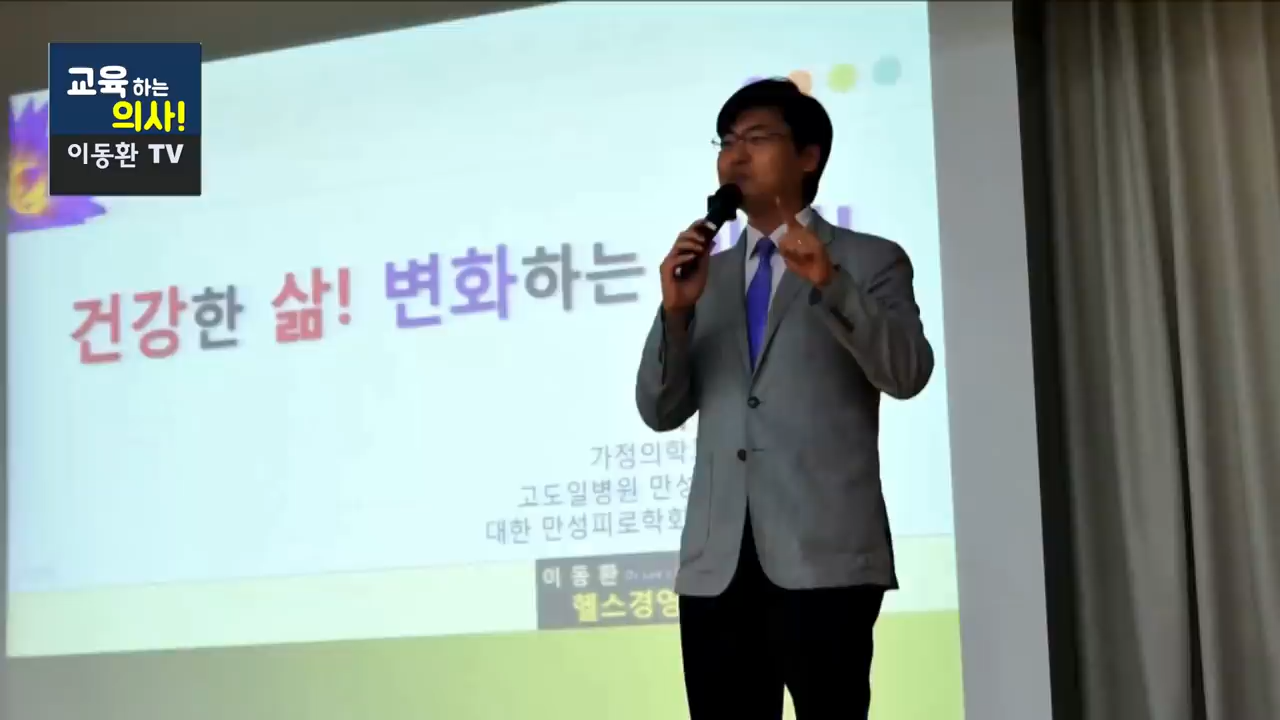 교육하는
의사!
이동환 TV
건강한 삶! 변화하는
가정의학
고도일병원 만성
대한 만성피로학회
이동환
헬스경영